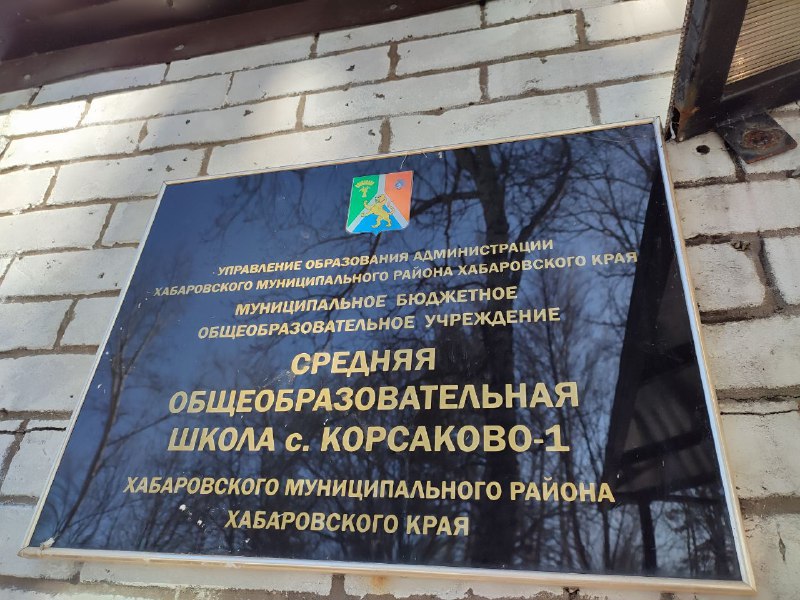 УПРАВЛЕНИЕ ОБРАЗОВАНИЯ АДМИНИСТРАЦИИ
ХАБАРОВСКОГО МУНИЦИПАЛЬНОГО РАЙОНА ХАБАРОВСКОГО КРАЯ
МУНИЦИПАЛЬНОЕ БЮДЖЕТНОЕ
ОБЩЕОБРАЗОВАТЕЛЬНОЕ УЧРЕЖДЕНИЕ
СРЕДНЯЯ
ОБЩЕОБРАЗОВАТЕЛЬНАЯ
ШКОЛА с. КОРСАКОВО-1
ХАБАРОВСКОГО МУНИЦИПАЛЬНОГО РАЙОНА
ХАБАРОВСКОГО КРАЯ